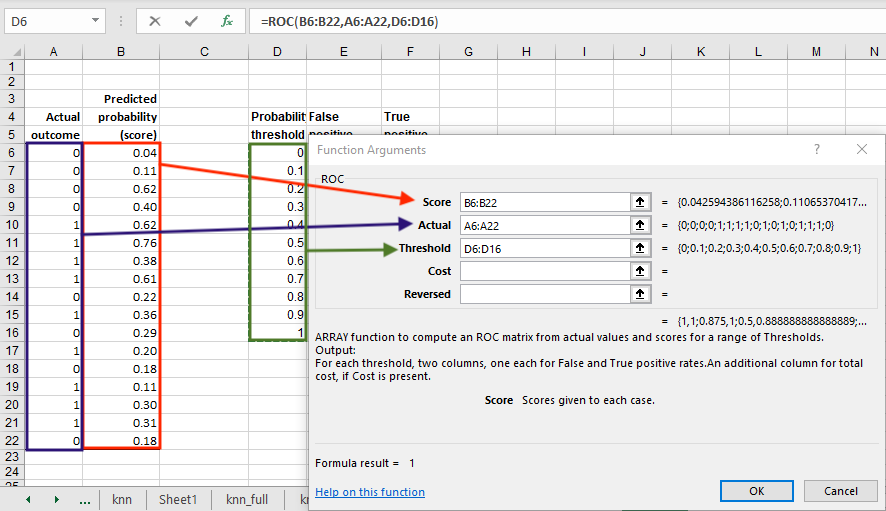 D6
=ROC(B6:B22,A6:A22,D6:D16)
A B C D E F G H I J K L M N
1
2
3 Predicted
4 Actual probability Probabilit False True
5 outcome (score) threshold positive positive
6 0 0.04 0
7 0 0.11 0.1
8 0 0.62 0.2
9 0 0.40 0.3
10 1 0.62 0.4
11 1 0.76 0.5
12 1 0.38 0.6
13 1 0.61 0.7
14 0 0.22 0.8
15 1 0.36 0.9
16 0 0.29 1
17 1 0.20
18 0 0.18
19 1 0.11
20 1 0.30
21 1 0.31
22 0 0.18
23
24
25
Function Arguments
? ×
ROC
Score B6:B22 = {0.042594386116258;0.11065370417...
Actual A6:A22 = {0;0;0;0;1;1;1;1;0;1;0;1;0;1;1;1;0}
Threshold D6:D16 = {0;0.1;0.2;0.3;0.4;0.5;0.6;0.7;0.8;0.9;1}
Cost =
Reversed =
= {1,1;0.875,1;0.5,0.888888888888889;...
ARRAY function to compute an ROC matrix from actual values and scores for a range of Thresholds.
Output:
For each threshold, two columns, one each for False and True positive rates.An additional column for total
cost, if Cost is present.
Score Scores given to each case.
Formula result = 1
Help on this function
OK Cancel
... knn Sheet1 knn_full